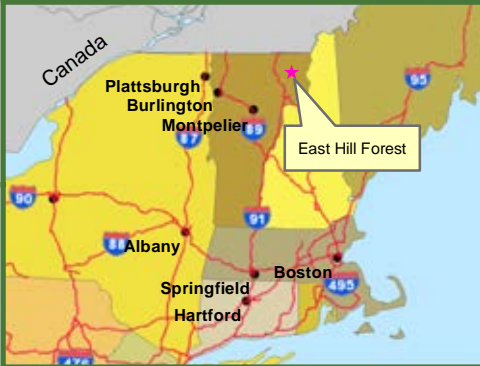 Canada
95
Plattsburgh
Burlington
Montpelier
89
87
East Hill Forest
90
91
88
Albany
Boston
Springfield
495
Hartford